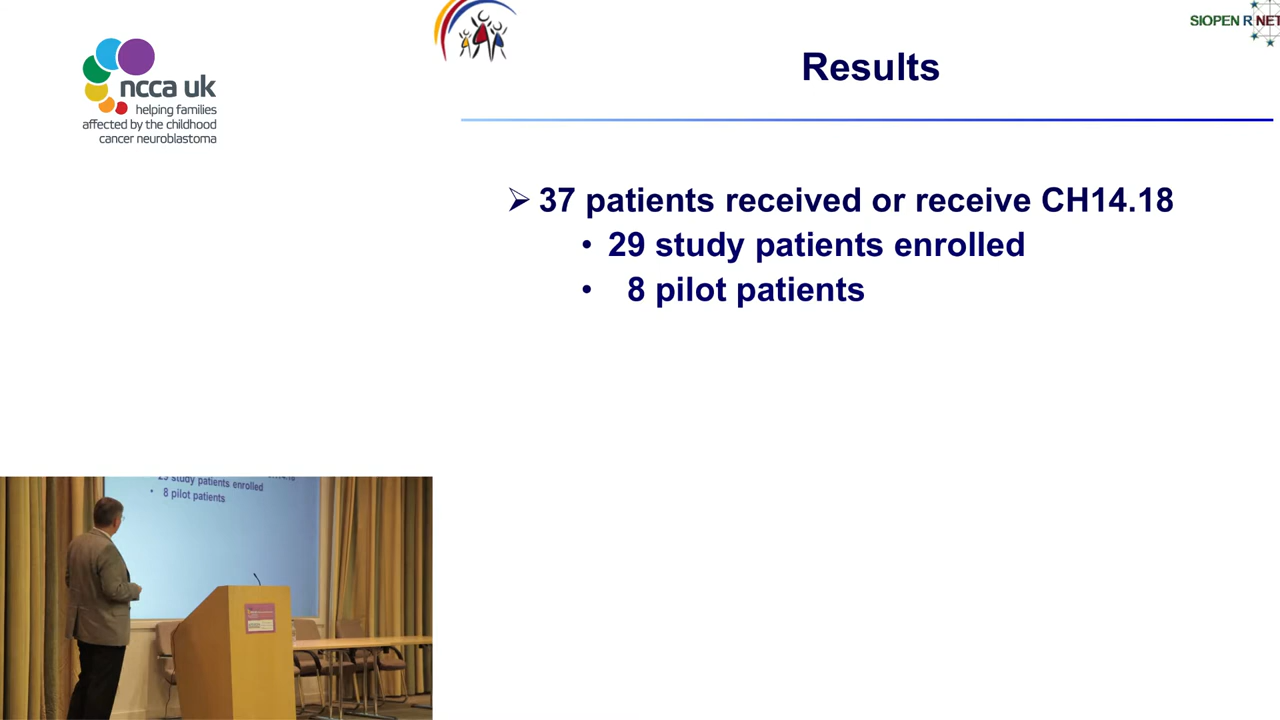 ncca uk
helping families
affected by the childhood
cancer neuroblastoma
SIOPEN R NET
Results
➢ 37 patients received or receive CH14.18
• 29 study patients enrolled
• 8 pilot patients
29 study patients enrolled
• 8 pilot patients